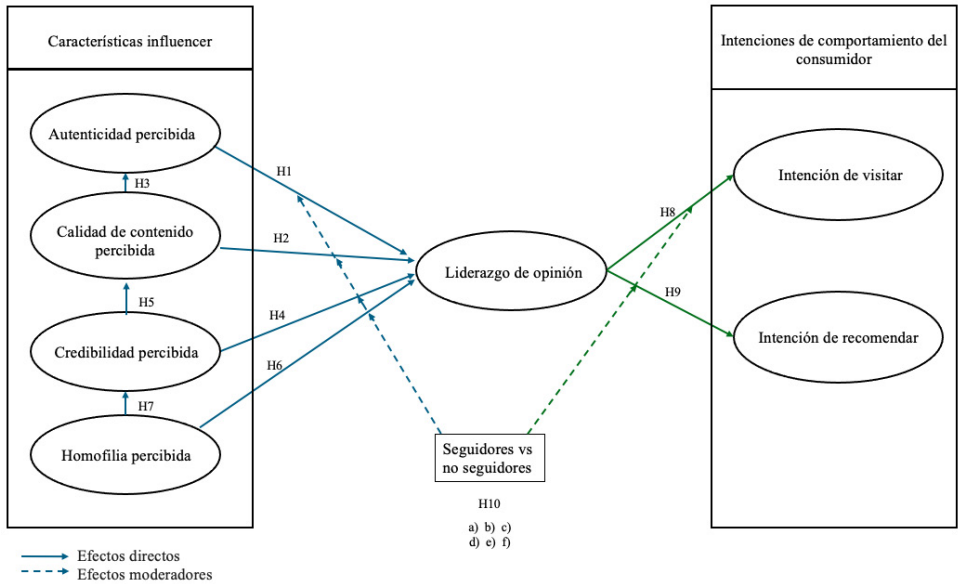 Características influencer
Autenticidad percibida
H3
Calidad de contenido
percibida
H5
Credibilidad percibida
H7
Homofilia percibida
H1
H2
H4
H6
Liderazgo de opinión
Seguidores vs
no seguidores
H10
a) b) c)
d) e) f)
H8
H9
Intenciones de comportamiento del
consumidor
Intención de visitar
Intención de recomendar
Efectos directos
Efectos moderadores